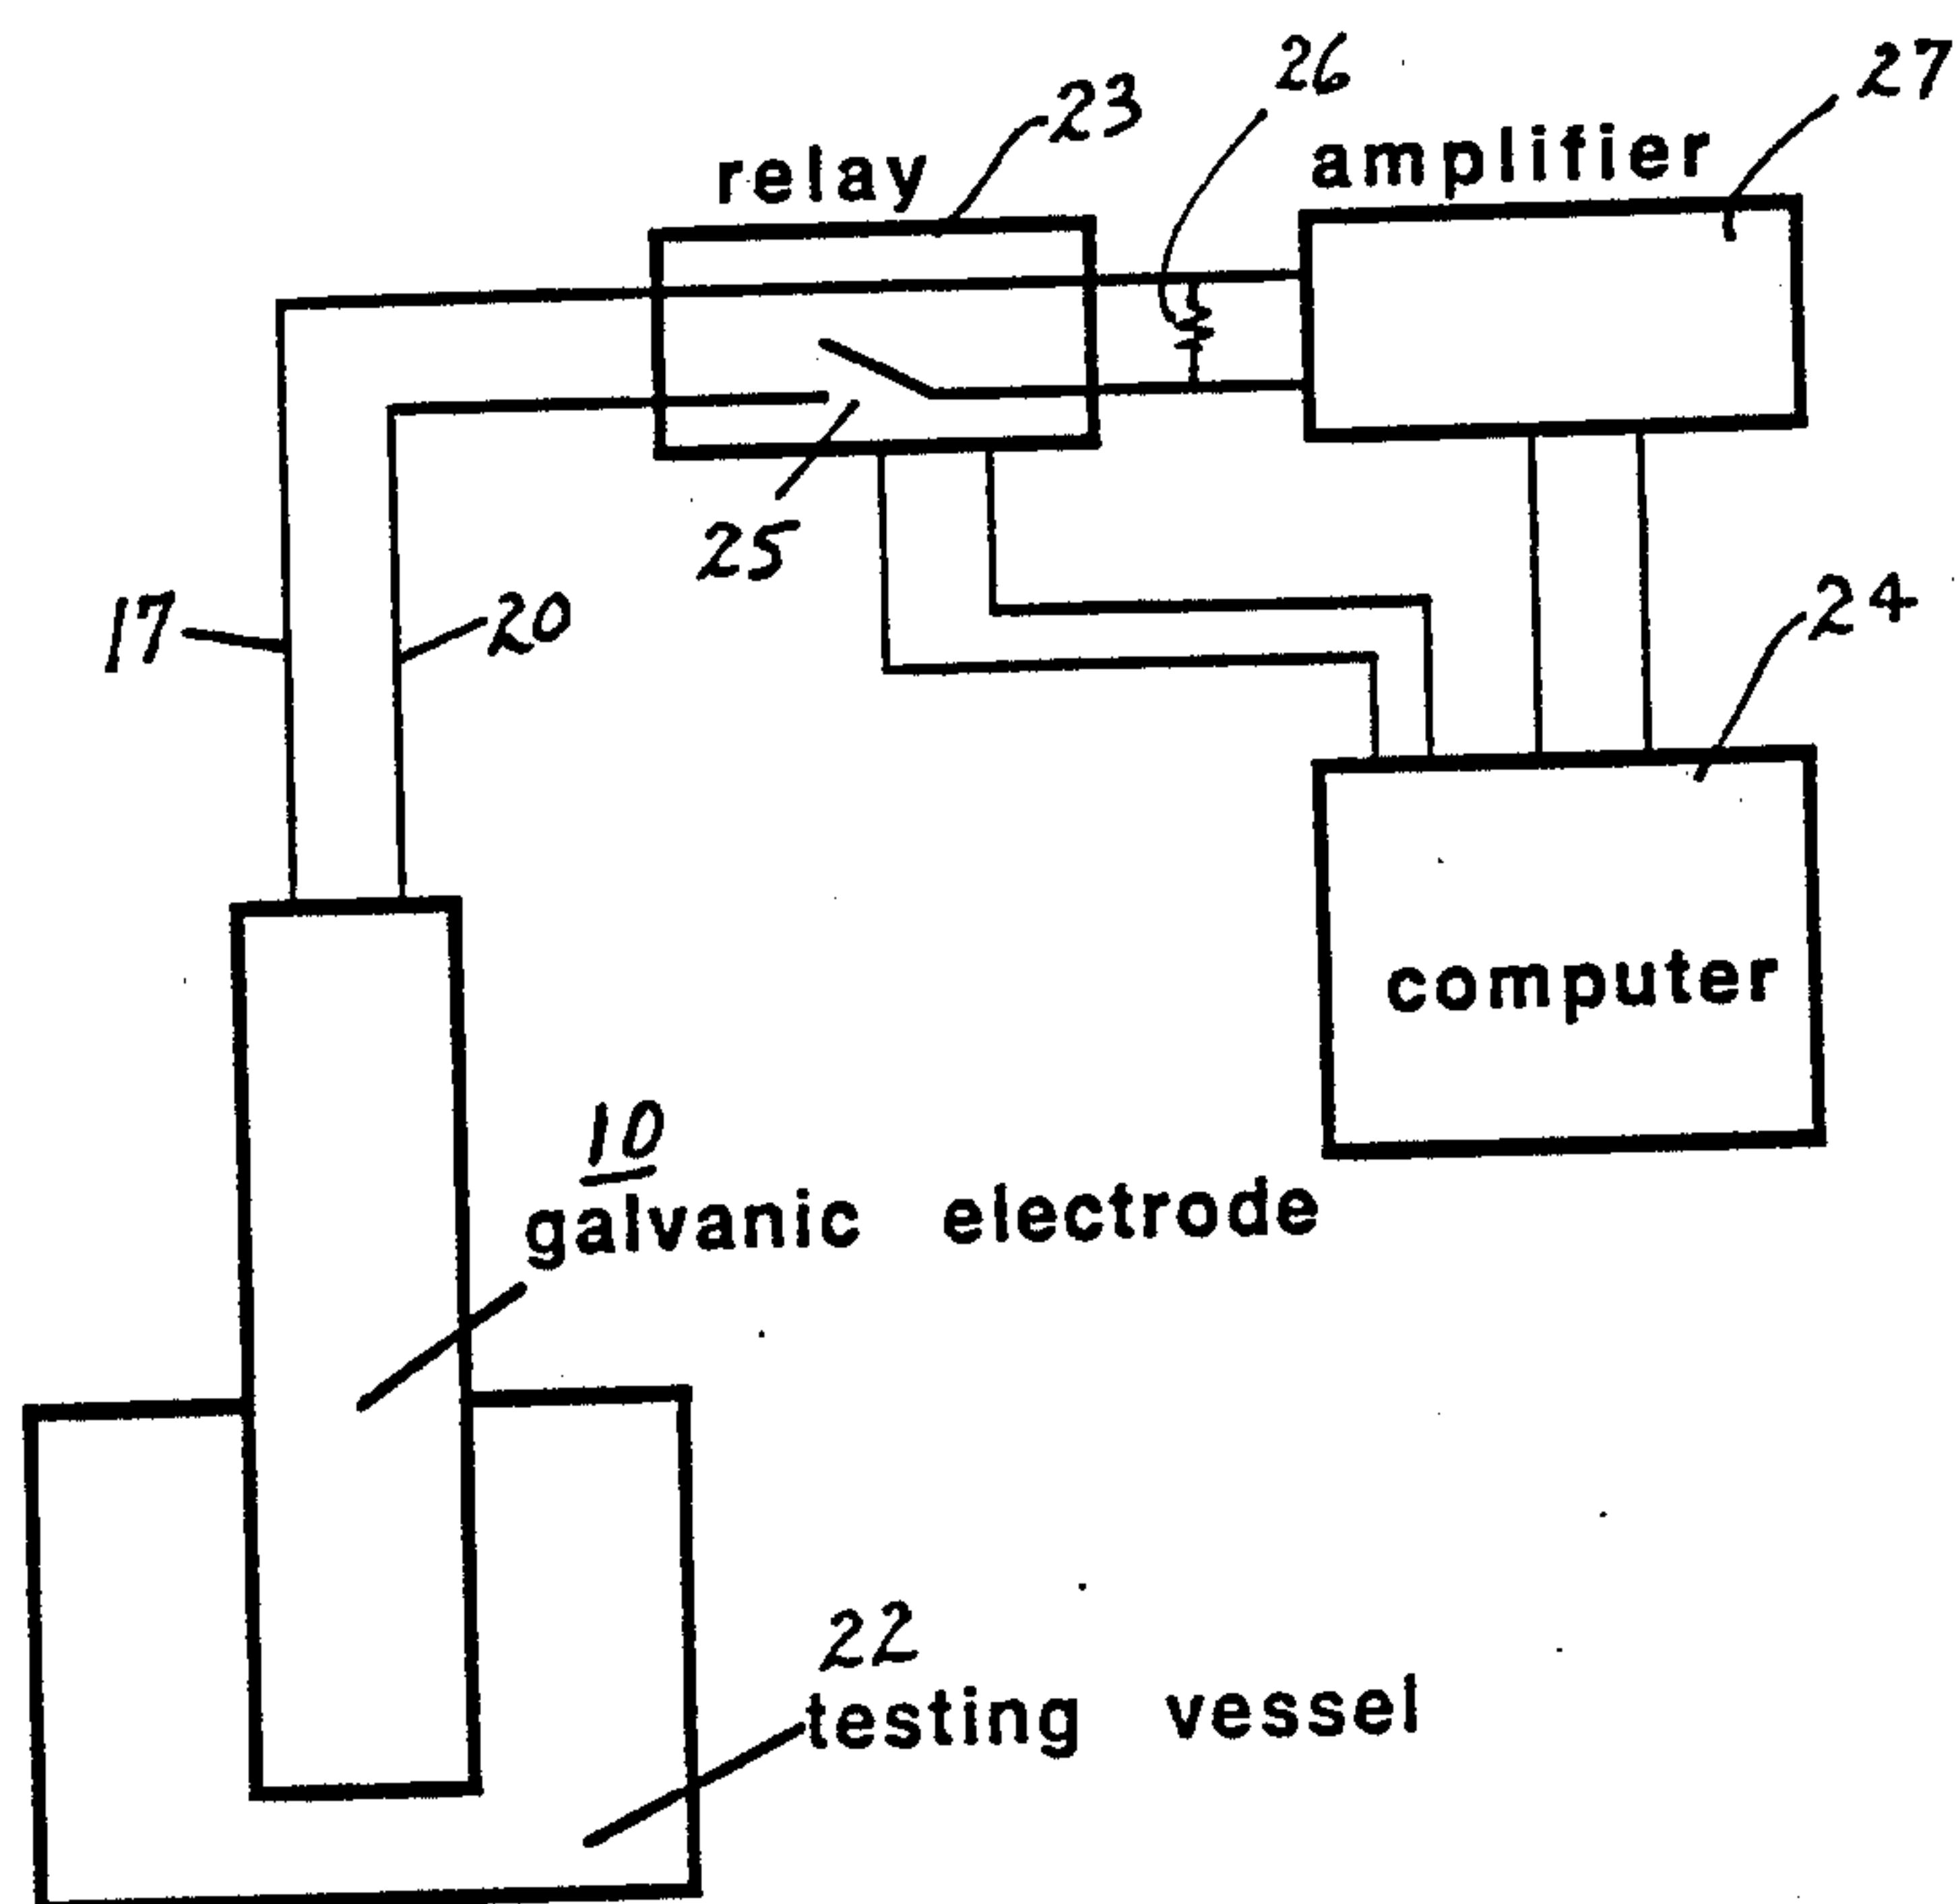 26
27
23
relay
amplifier
25
17
20
24
computer
10
galvanic electrode
22
testing vessel